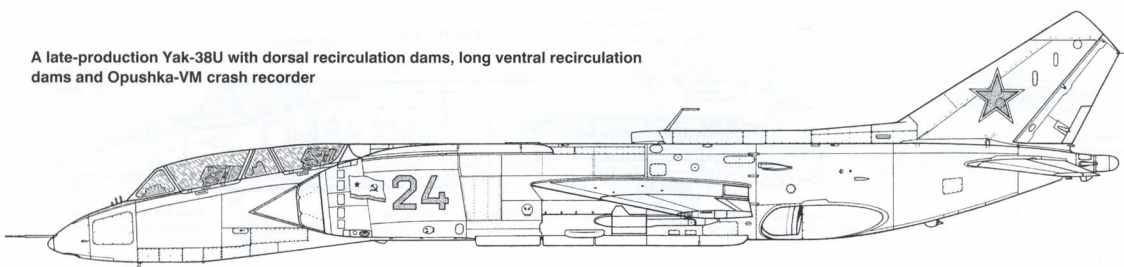 A late-production Yak-38U with dorsal recirculation dams, long ventral recirculation
dams and Opushka-VM crash recorder
24